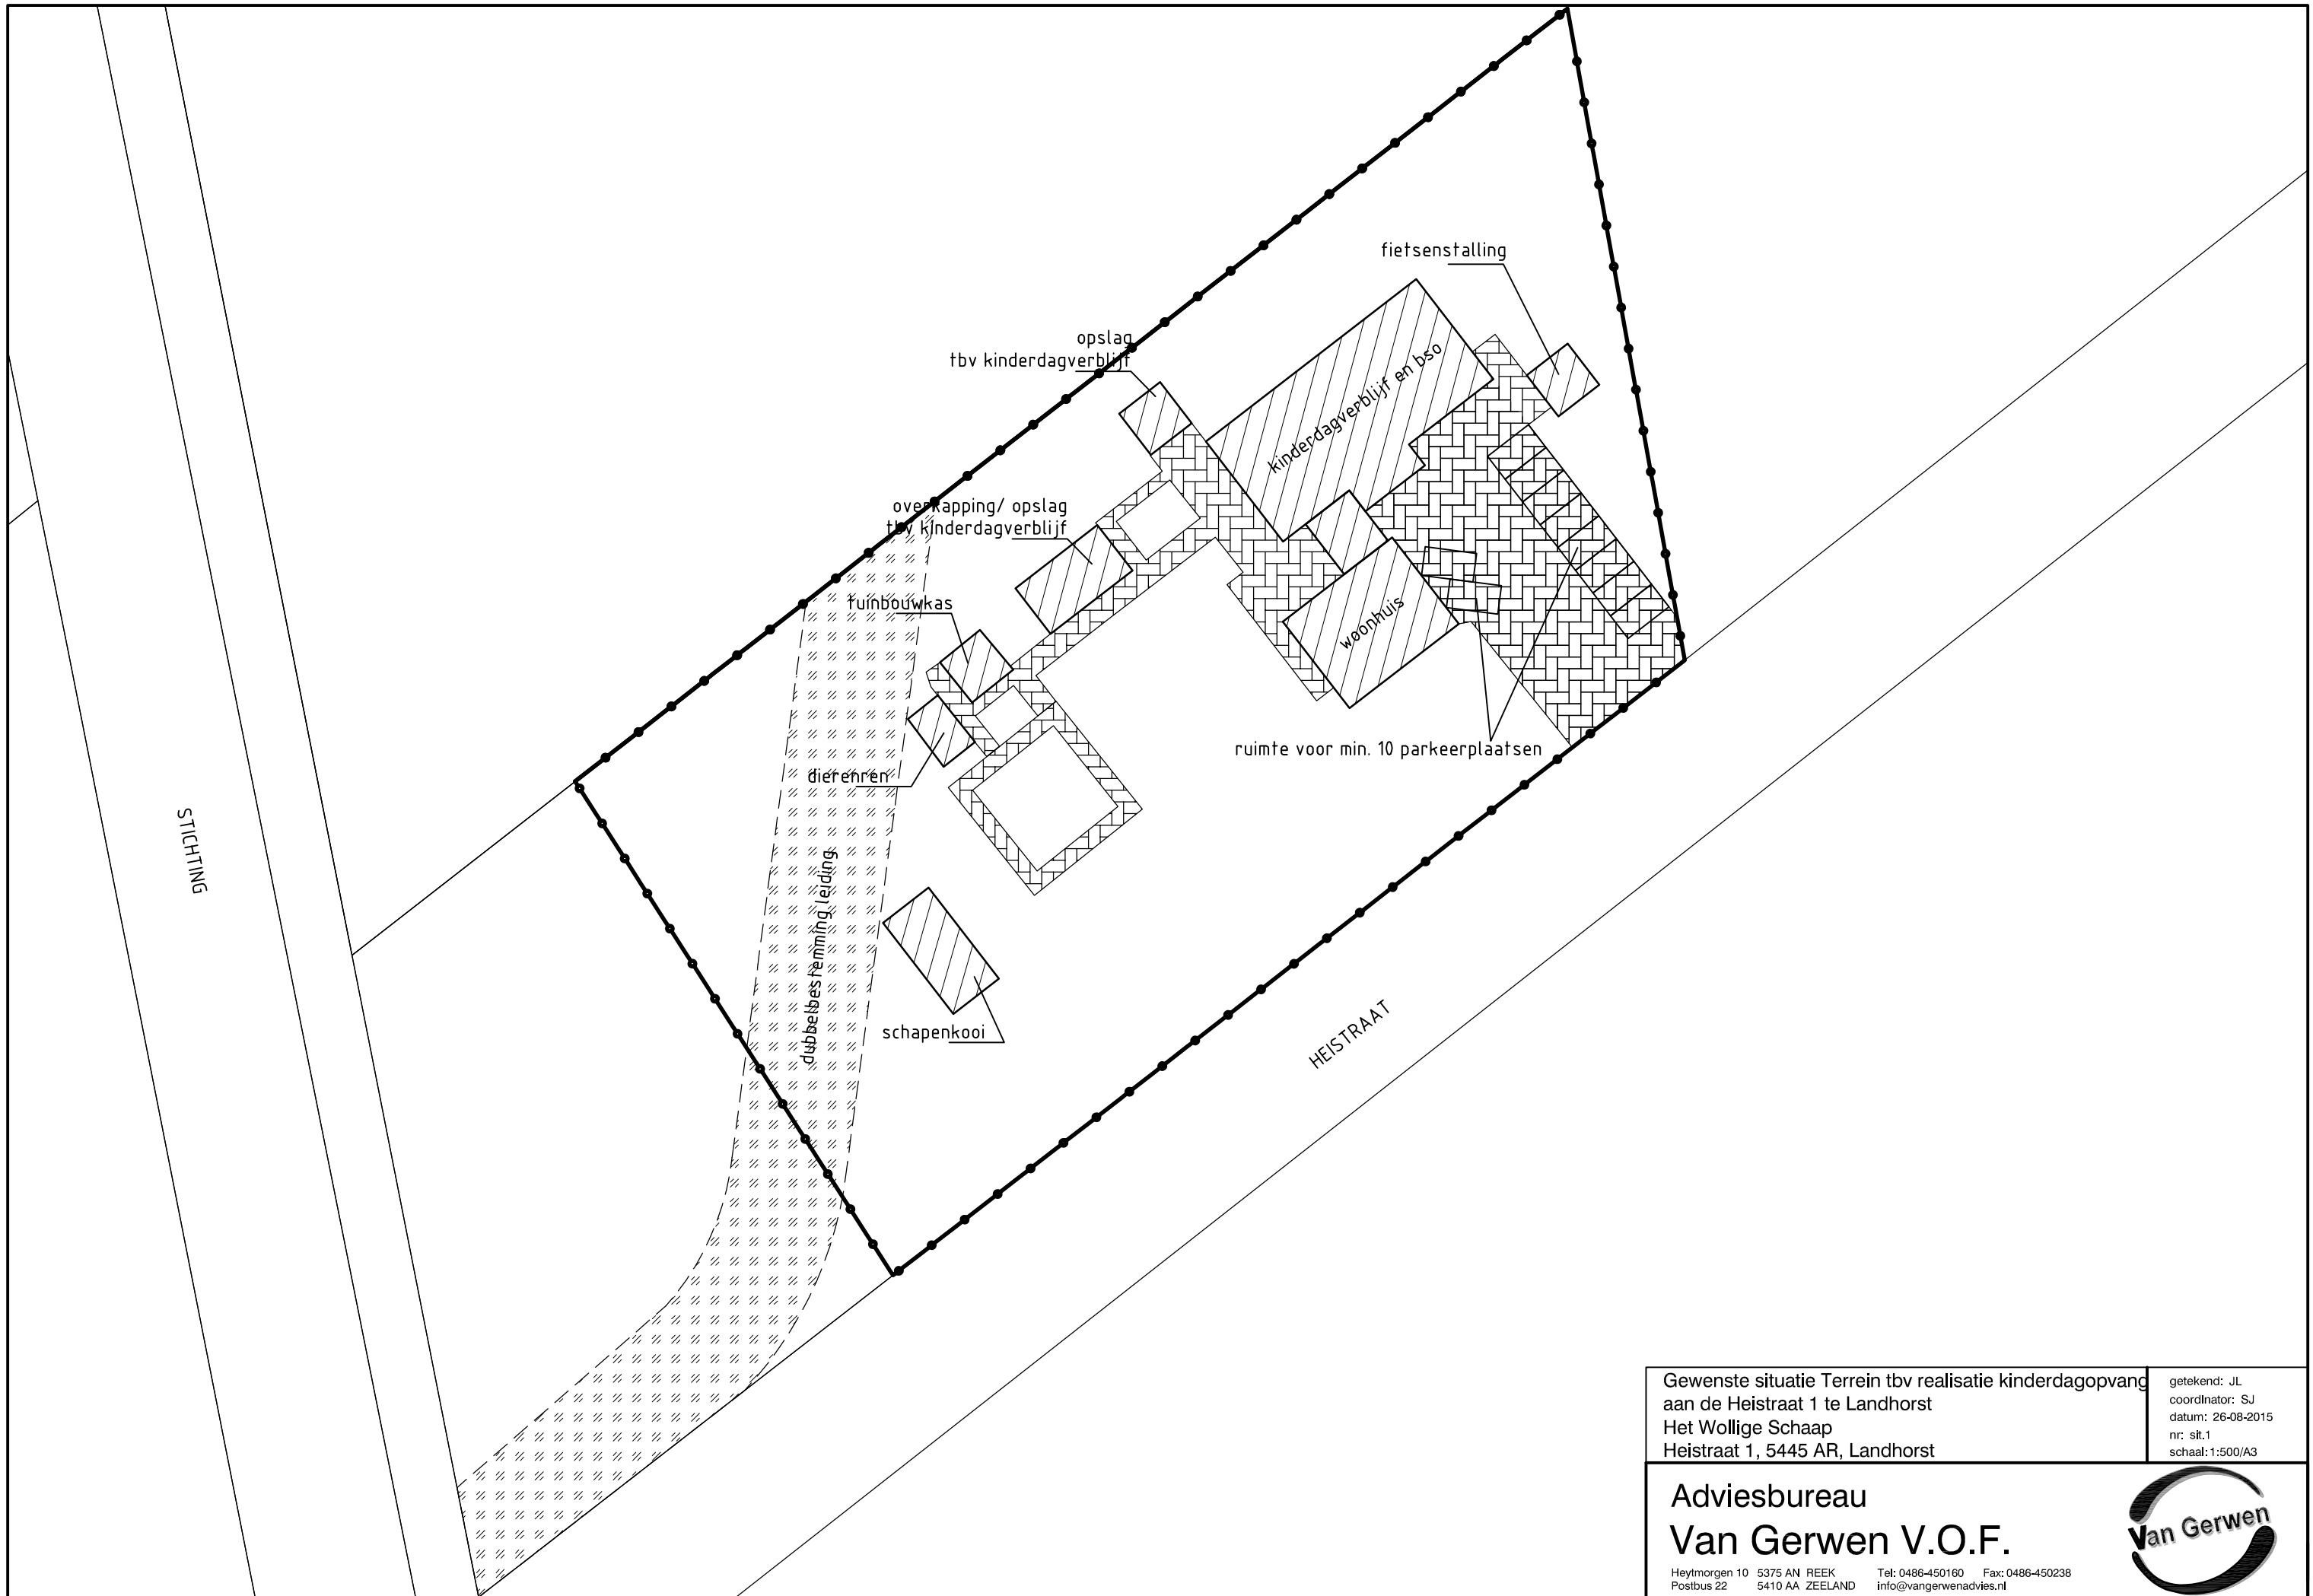 fietsenstalling
opslag
tbv kinderdagverblijf
kinderdagverblijf en bso
overkapping/ opslag
tbv kinderdagverblijf
tuinbouwkas
woonhuis
ruimte voor min. 10 parkeerplaatsen
dierenren
STICHTING
dubbelbestemming leiding
schapenkooi
HEISTRAAT
Gewenste situatie Terrein tbv realisatie kinderdagopvang
aan de Heistraat 1 te Landhorst
Het Wollige Schaap
Heistraat 1, 5445 AR, Landhorst
getekend: JL
coordinator: SJ
datum: 26-08-2015
nr: sit.1
schaal:1:500/A3
Adviesbureau
Van Gerwen V.O.F.
Heytmorgen 10 5375 AN REEK Tel: 0486-450160 Fax: 0486-450238
Postbus 22 5410 AA ZEELAND info@vangerwenadvies.nl
Van Gerwen